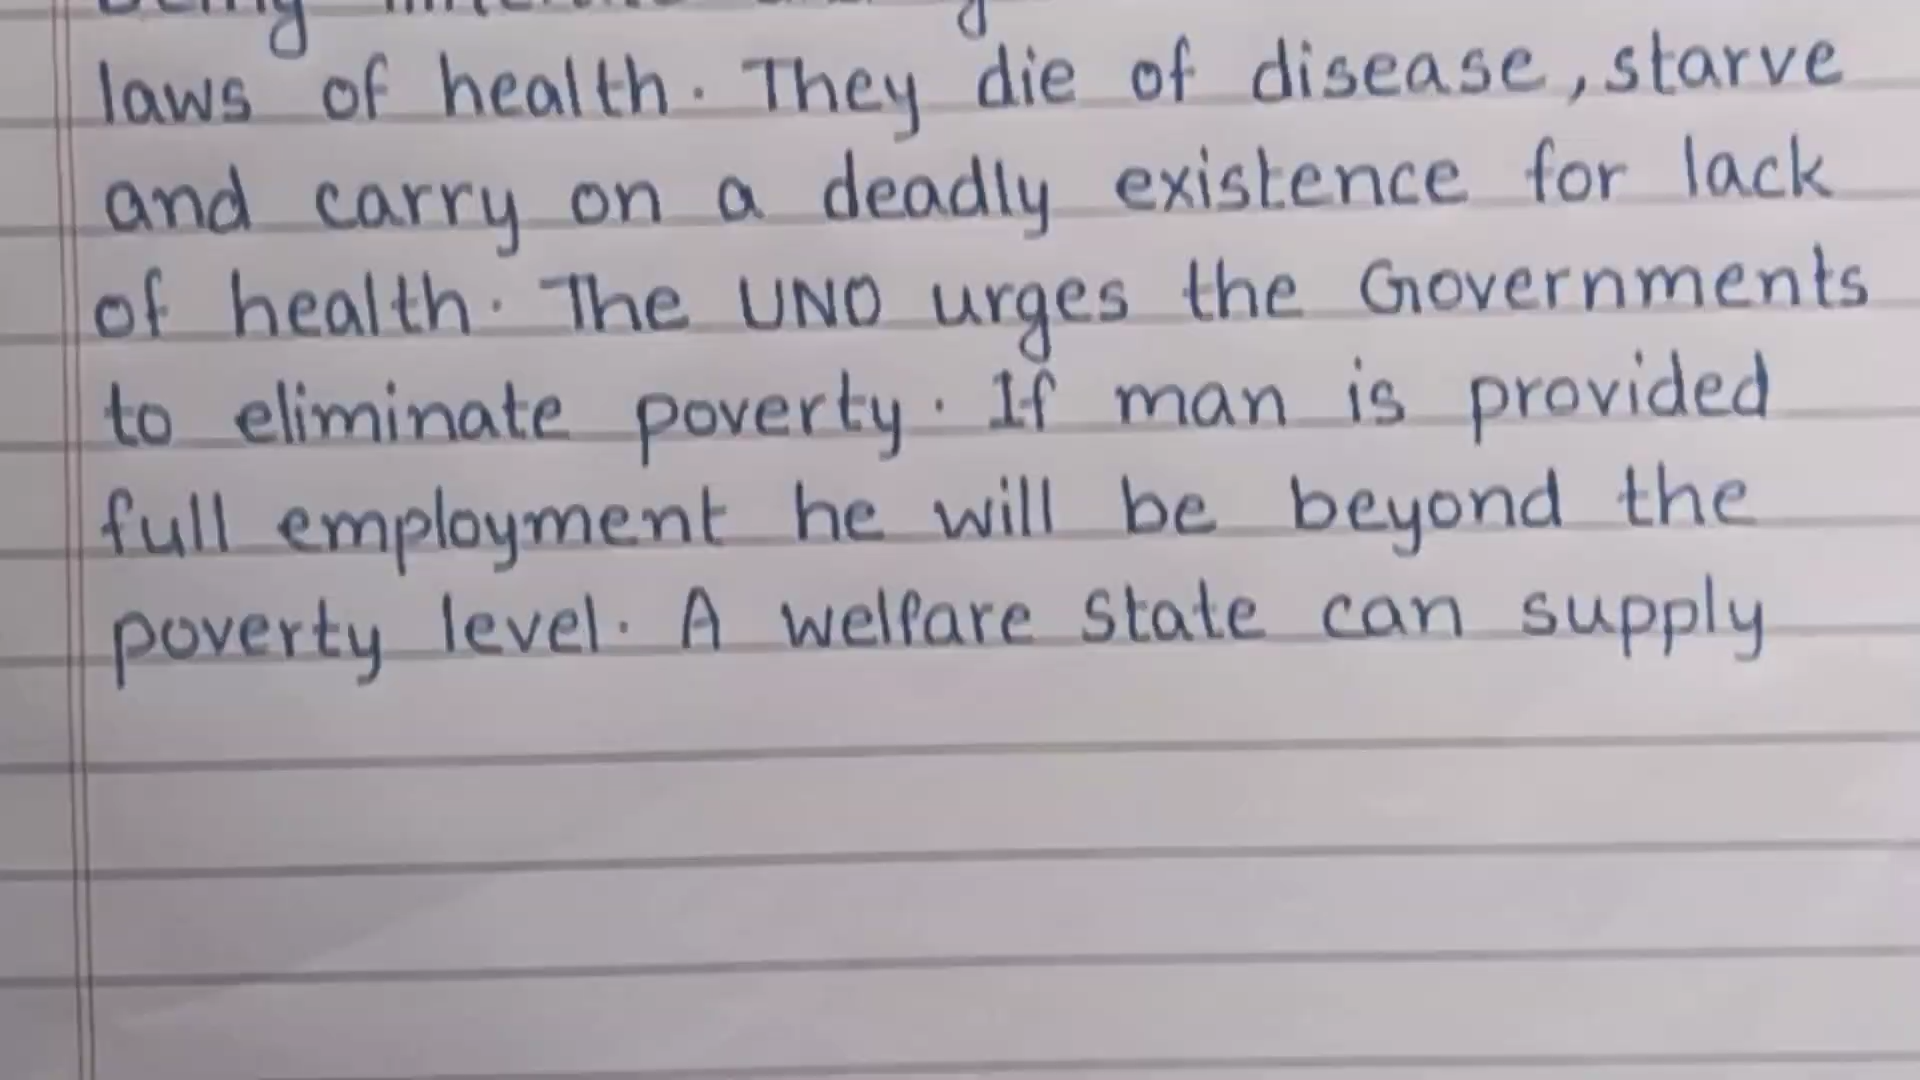 laws of health. They die of disease, starve
and carry on a deadly existence for lack
of health. The UNO urges the Governments
to eliminate poverty. If man is provided
full employment he will be beyond the
poverty level. A welfare state can supply